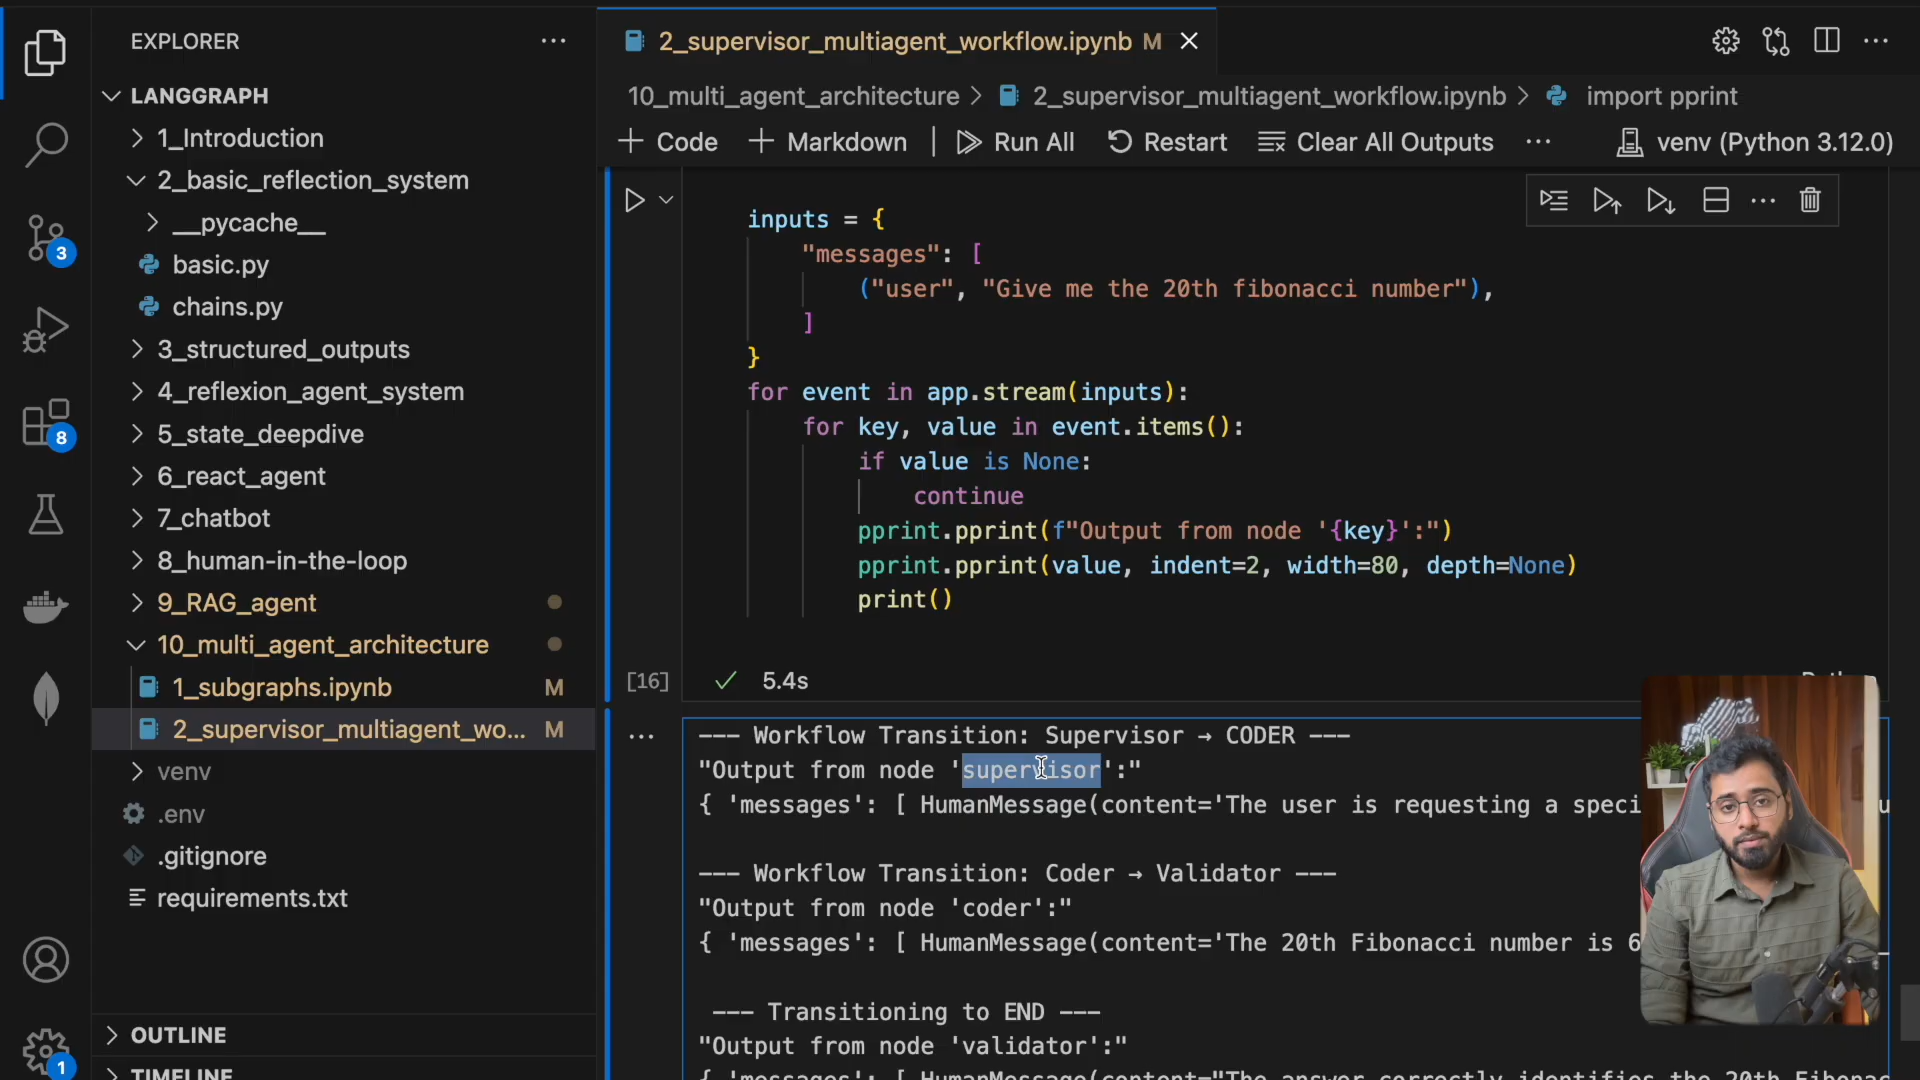 EXPLORER
LANGGRAPH
1_Introduction
2_basic_reflection_system
__pycache__
basic.py
chains.py
3_structured_outputs
4_reflexion_agent_system
5_state_deepdive
6_react_agent
7_chatbot
8_human-in-the-loop
9_RAG_agent
10_multi_agent_architecture
1_subgraphs.ipynb M
2_supervisor_multiagent_wo... M
venv
.env
.gitignore
requirements.txt
OUTLINE
TIMELINE
3
8
1
2_supervisor_multiagent_workflow.ipynb M
10_multi_agent_architecture > 2_supervisor_multiagent_workflow.ipynb > import pprint
+ Code + Markdown | Run All Restart Clear All Outputs ... venv (Python 3.12.0)
inputs = {
"messages": [
("user", "Give me the 20th fibonacci number"),
]
}
for event in app.stream(inputs):
for key, value in event.items():
if value is None:
continue
pprint.pprint(f"Output from node '{key}':")
pprint.pprint(value, indent=2, width=80, depth=None)
print()
[16] 5.4s
--- Workflow Transition: Supervisor → CODER ---
"Output from node 'supervisor':"
{ 'messages': [ HumanMessage(content='The user is requesting a speci
--- Workflow Transition: Coder → Validator ---
"Output from node 'coder':"
{ 'messages': [ HumanMessage(content='The 20th Fibonacci number is 6
--- Transitioning to END ---
"Output from node 'validator':"
{ 'messages': [ HumanMessage(content="The answer correctly identifies the 20th Fibonac